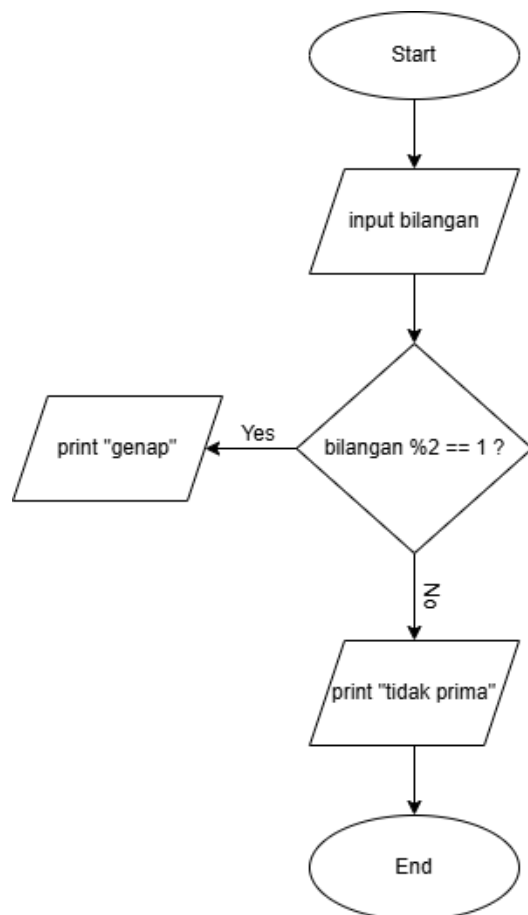 Start
input bilangan
bilangan %2 == 1 ?
Yes
print "genap"
No
print "tidak prima"
End